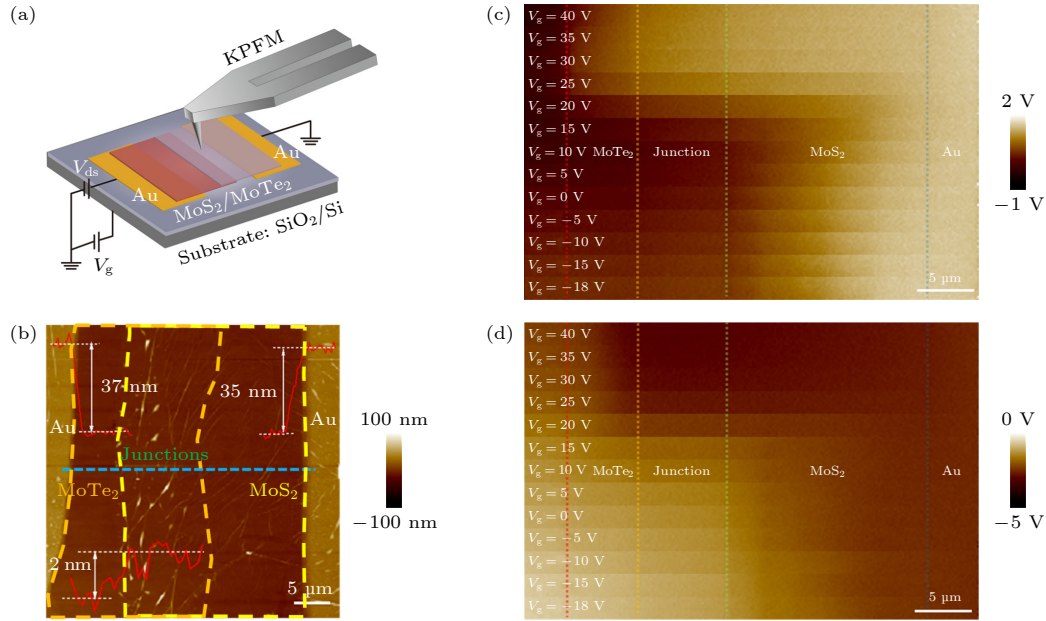 (a)
KPFM
Au
V_ds
Au
MoS₂/MoTe₂
Substrate: SiO₂/Si
V_g
(b)
37 nm
35 nm
Au
Au
Junctions
MoTe₂
MoS₂
2 nm
5 µm
100 nm
−100 nm
(c)
V_g = 40 V
V_g = 35 V
V_g = 30 V
V_g = 25 V
V_g = 20 V
V_g = 15 V
V_g = 10 V
V_g = 5 V
V_g = 0 V
V_g = −5 V
V_g = −10 V
V_g = −15 V
V_g = −18 V
MoTe₂ Junction MoS₂ Au
5 µm
2 V
−1 V
(d)
V_g = 40 V
V_g = 35 V
V_g = 30 V
V_g = 25 V
V_g = 20 V
V_g = 15 V
V_g = 10 V
V_g = 5 V
V_g = 0 V
V_g = −5 V
V_g = −10 V
V_g = −15 V
V_g = −18 V
MoTe₂ Junction MoS₂ Au
5 µm
0 V
−5 V